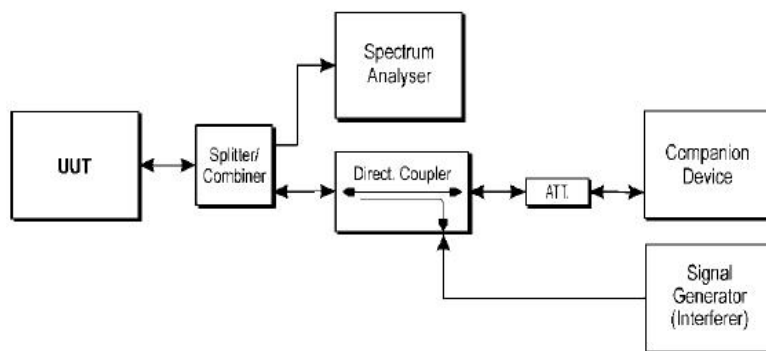 Spectrum
Analyser
UUT
Splitter/
Combiner
Direct. Coupler
ATT.
Companion
Device
Signal
Generator
(Interferer)